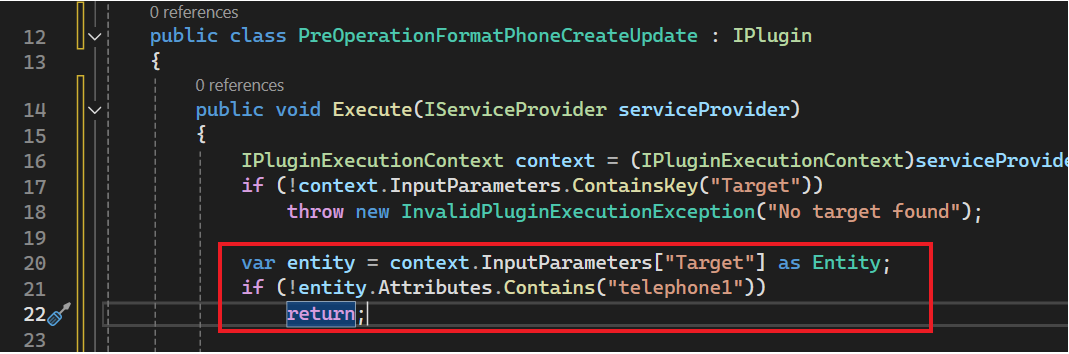 0 references
12 public class PreOperationFormatPhoneCreateUpdate : IPlugin
13 {
0 references
14 public void Execute(IServiceProvider serviceProvider)
15 {
16 IPluginExecutionContext context = (IPluginExecutionContext)serviceProvide
17 if (!context.InputParameters.ContainsKey("Target"))
18 throw new InvalidPluginExecutionException("No target found");
19
20 var entity = context.InputParameters["Target"] as Entity;
21 if (!entity.Attributes.Contains("telephone1"))
22 return;
23